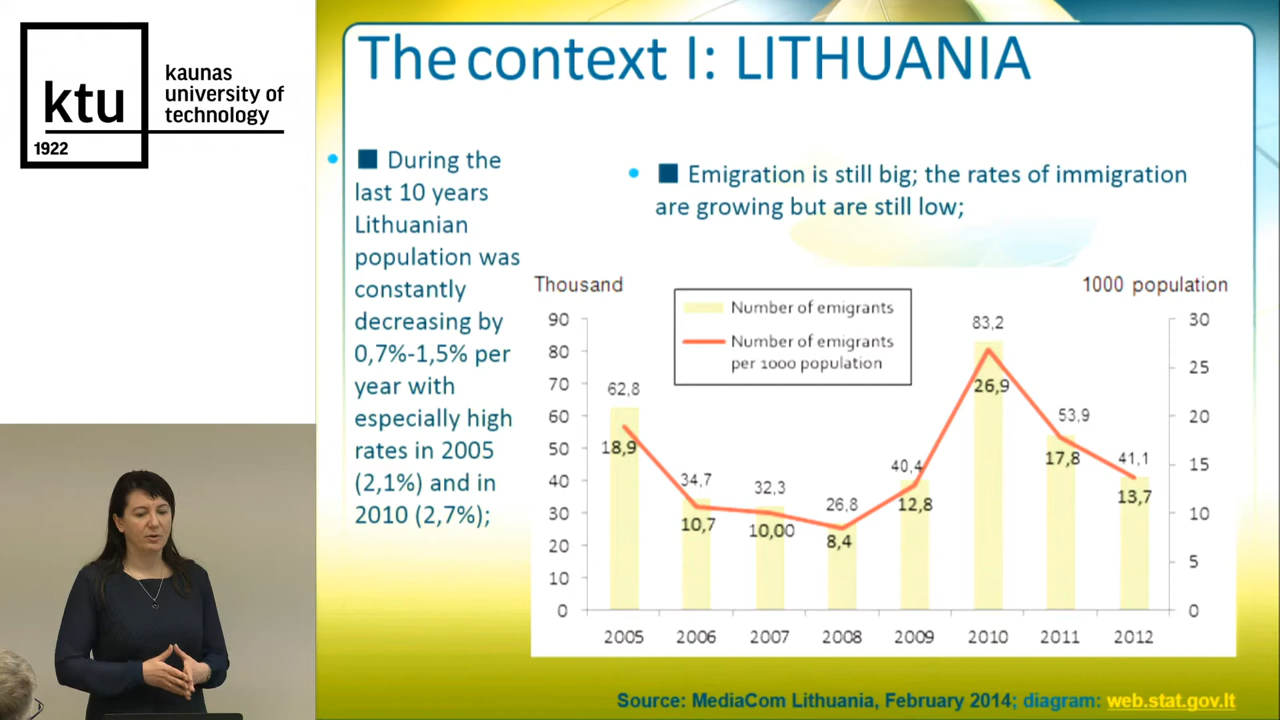 ktu
1922
kaunas
university of
technology
The context I: LITHUANIA
■ During the
last 10 years
Lithuanian
population was
constantly
decreasing by
0,7%-1,5% per
year with
especially high
rates in 2005
(2,1%) and in
2010 (2,7%);
■ Emigration is still big; the rates of immigration
are growing but are still low;
Thousand
1000 population
Number of emigrants
Number of emigrants
per 1000 population
90
80
70
60
50
40
30
20
10
0
30
25
20
15
10
5
0
62,8
34,7
32,3
26,8
40,4
83,2
53,9
41,1
18,9
10,7
10,00
8,4
12,8
26,9
17,8
13,7
2005 2006 2007 2008 2009 2010 2011 2012
Source: MediaCom Lithuania, February 2014; diagram: web.stat.gov.lt